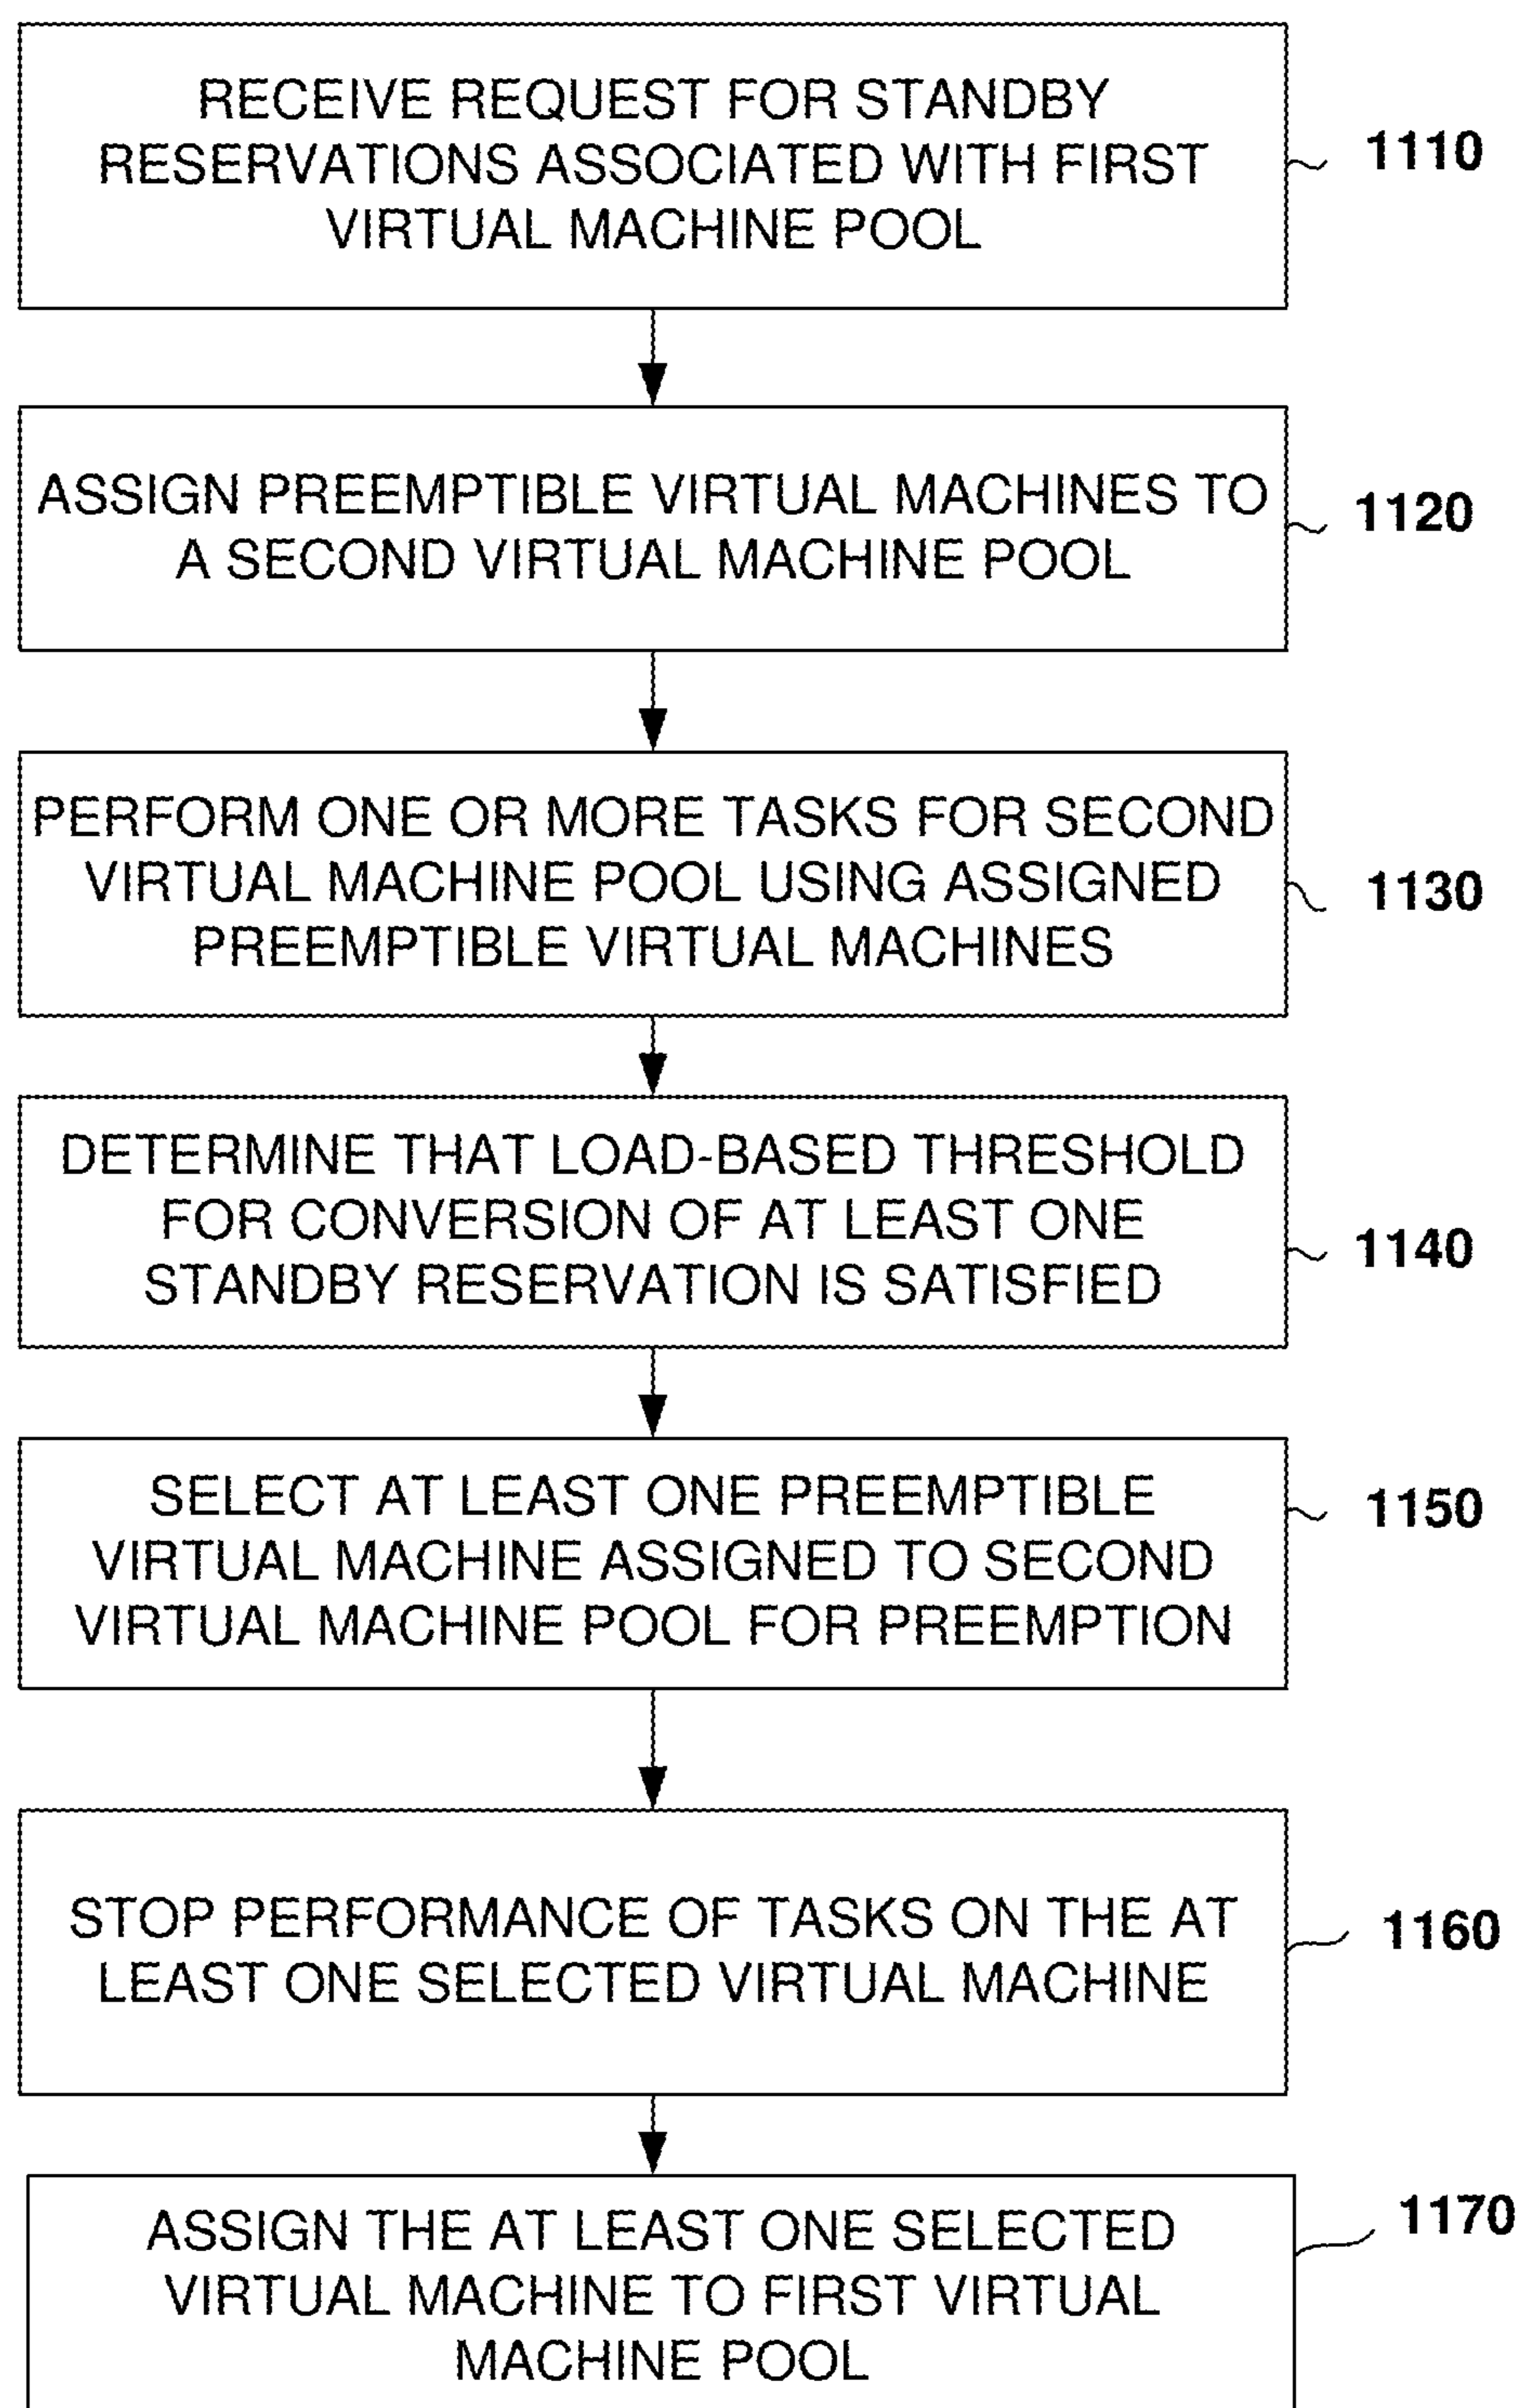 RECEIVE REQUEST FOR STANDBY
RESERVATIONS ASSOCIATED WITH FIRST
VIRTUAL MACHINE POOL
1110
ASSIGN PREEMPTIBLE VIRTUAL MACHINES TO
A SECOND VIRTUAL MACHINE POOL
1120
PERFORM ONE OR MORE TASKS FOR SECOND
VIRTUAL MACHINE POOL USING ASSIGNED
PREEMPTIBLE VIRTUAL MACHINES
1130
DETERMINE THAT LOAD-BASED THRESHOLD
FOR CONVERSION OF AT LEAST ONE
STANDBY RESERVATION IS SATISFIED
1140
SELECT AT LEAST ONE PREEMPTIBLE
VIRTUAL MACHINE ASSIGNED TO SECOND
VIRTUAL MACHINE POOL FOR PREEMPTION
1150
STOP PERFORMANCE OF TASKS ON THE AT
LEAST ONE SELECTED VIRTUAL MACHINE
1160
ASSIGN THE AT LEAST ONE SELECTED
VIRTUAL MACHINE TO FIRST VIRTUAL
MACHINE POOL
1170